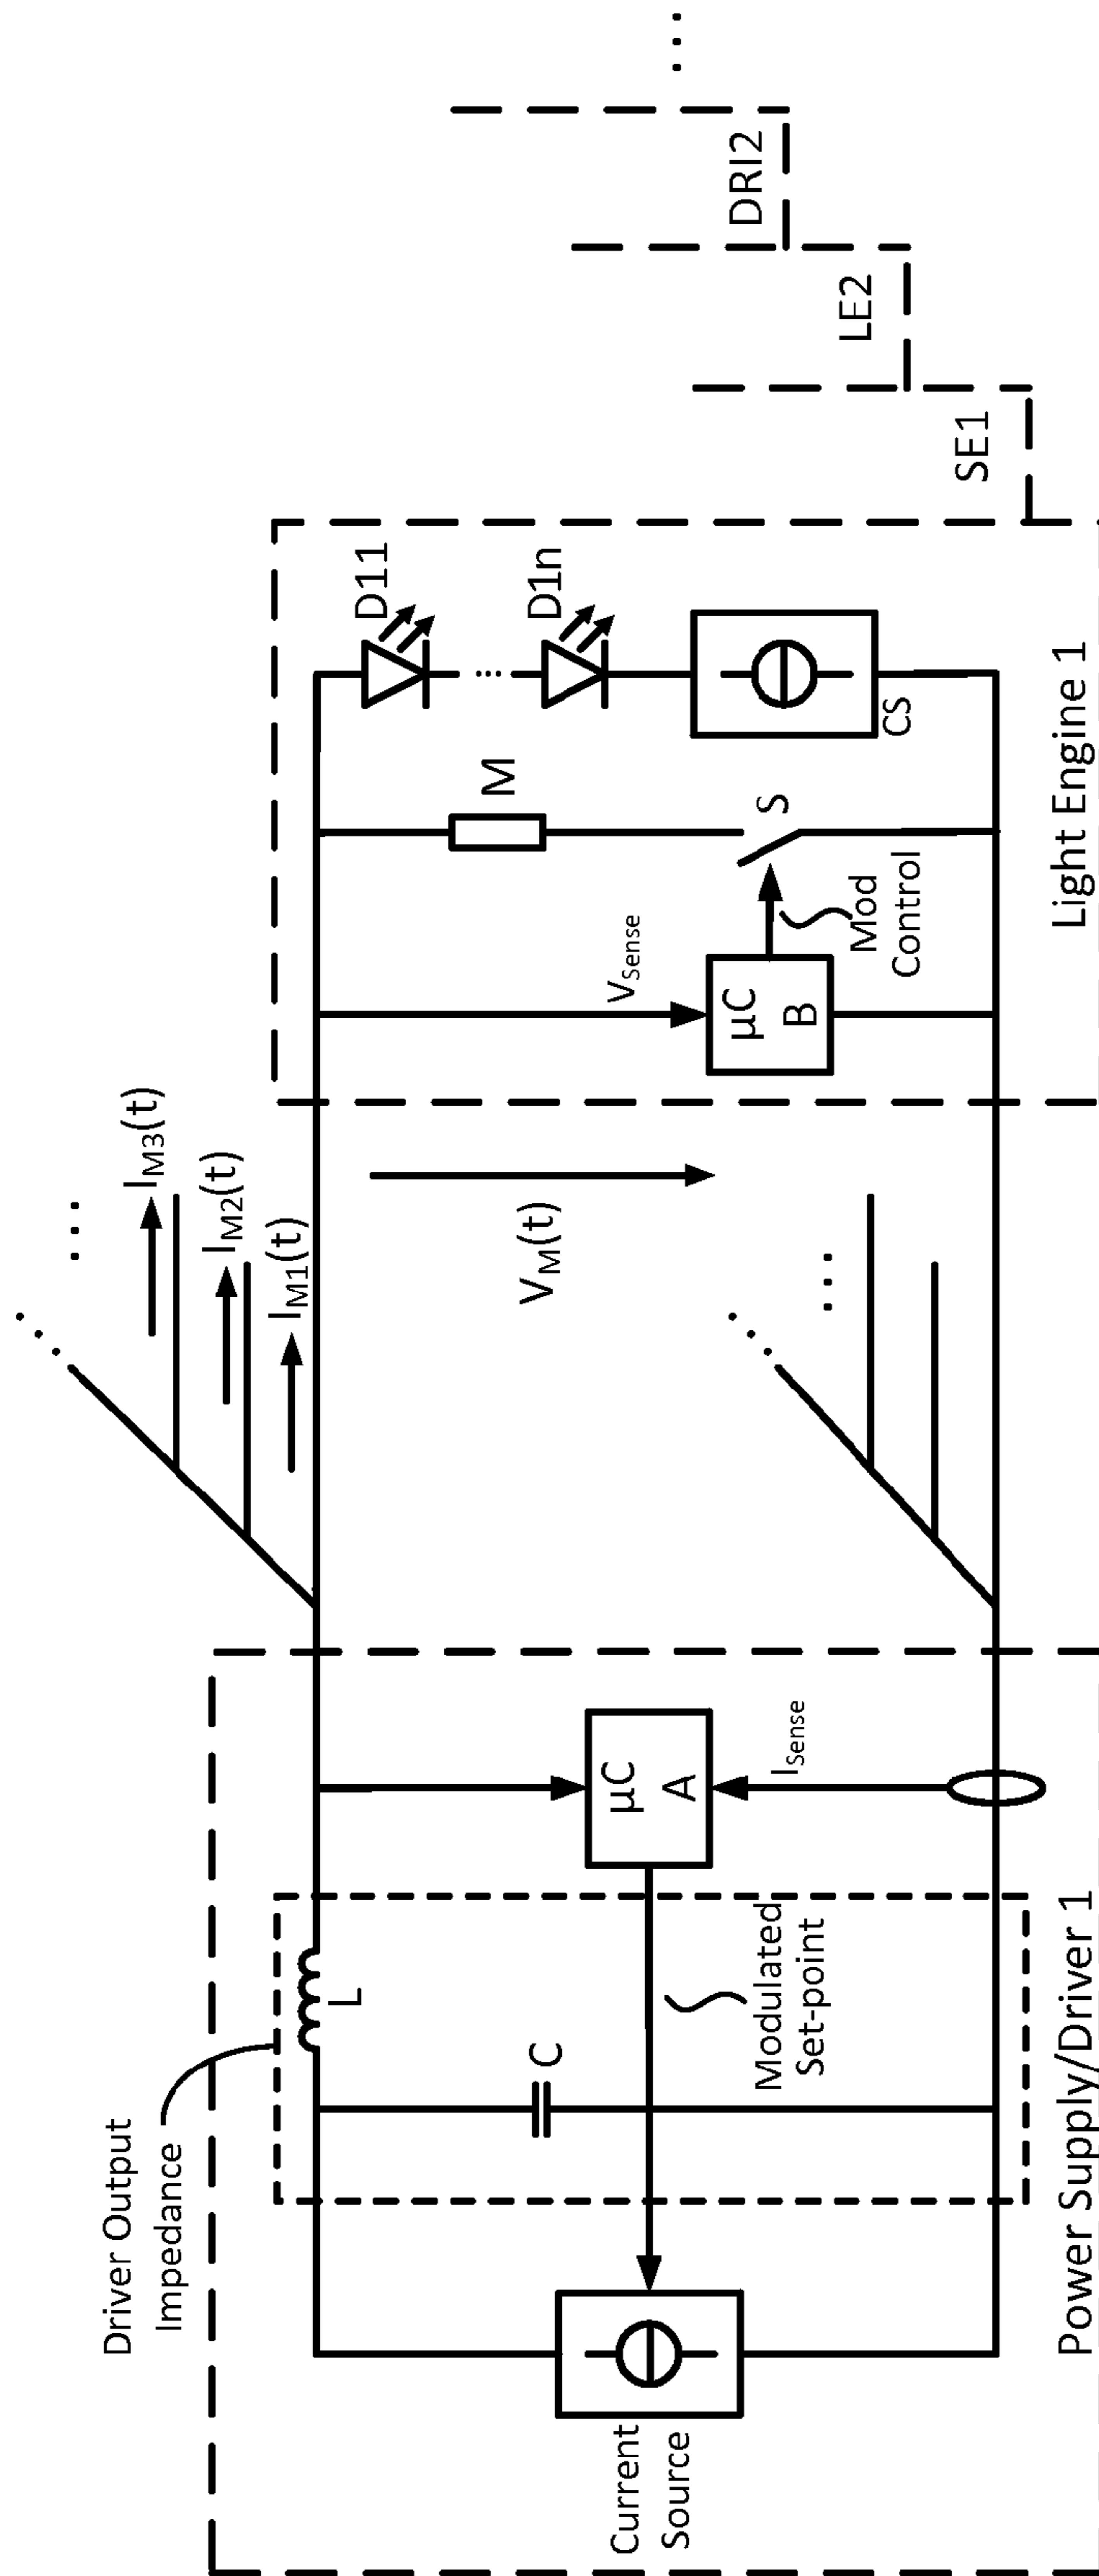 Driver Output
Impedance
Current
Source
C
L
Modulated
Set-point
µC
A
ISense
Power Supply/Driver 1
IM1(t)
IM2(t)
IM3(t)
...
VM(t)
...
VSense
µC
B
Mod
Control
S
M
D11
...
D1n
CS
Light Engine 1
SE1
LE2
DRI2
...